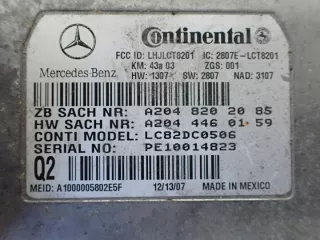 Mercedes-Benz
Continental
FCC ID: LHJLCT8201 IC: 2807E-LCT8201
KM: 43a 03 ZGS: 001
HW: 1307 SW: 2807 NAD: 3107
ZB SACH NR: A204 820 20 85
HW SACH NR: A204 446 01 59
CONTI MODEL: LC82DC0506
SERIAL NO: PE10014823
Q2
MEID: A1000005802E5F 12/13/07 MADE IN MEXICO